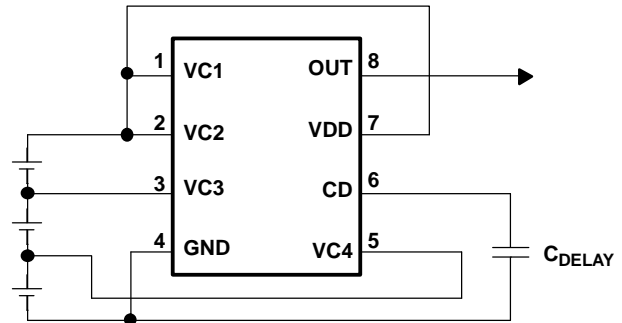 1 VC1 OUT 8
2 VC2 VDD 7
3 VC3 CD 6
4 GND VC4 5
CDELAY